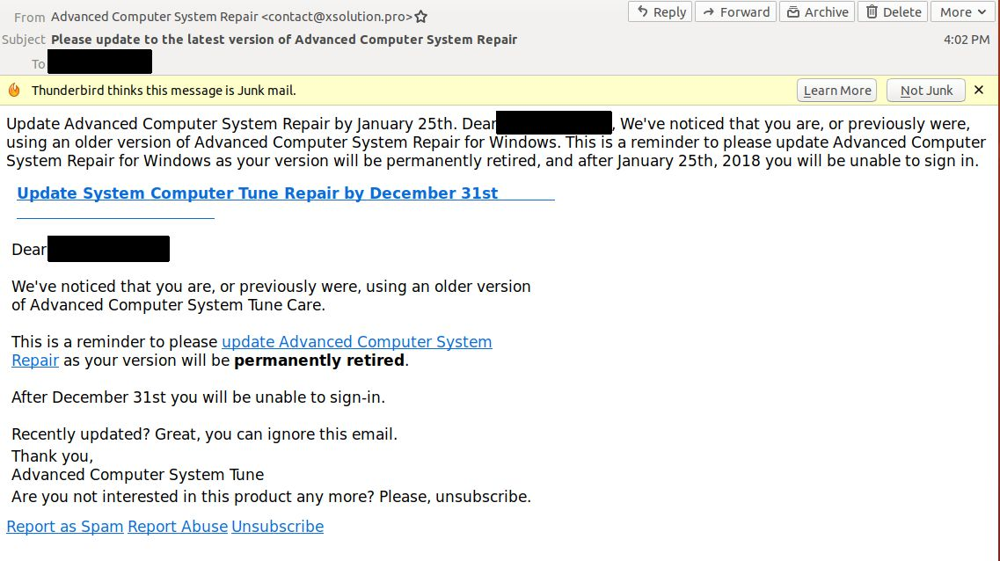 From Advanced Computer System Repair <contact@xsolution.pro>
Reply Forward Archive Delete More
Subject Please update to the latest version of Advanced Computer System Repair 4:02 PM
To
Thunderbird thinks this message is Junk mail. Learn More Not Junk
Update Advanced Computer System Repair by January 25th. Dear , We've noticed that you are, or previously were,
using an older version of Advanced Computer System Repair for Windows. This is a reminder to please update Advanced Computer
System Repair for Windows as your version will be permanently retired, and after January 25th, 2018 you will be unable to sign in.
Update System Computer Tune Repair by December 31st
Dear
We've noticed that you are, or previously were, using an older version
of Advanced Computer System Tune Care.
This is a reminder to please update Advanced Computer System
Repair as your version will be permanently retired.
After December 31st you will be unable to sign-in.
Recently updated? Great, you can ignore this email.
Thank you,
Advanced Computer System Tune
Are you not interested in this product any more? Please, unsubscribe.
Report as Spam Report Abuse Unsubscribe